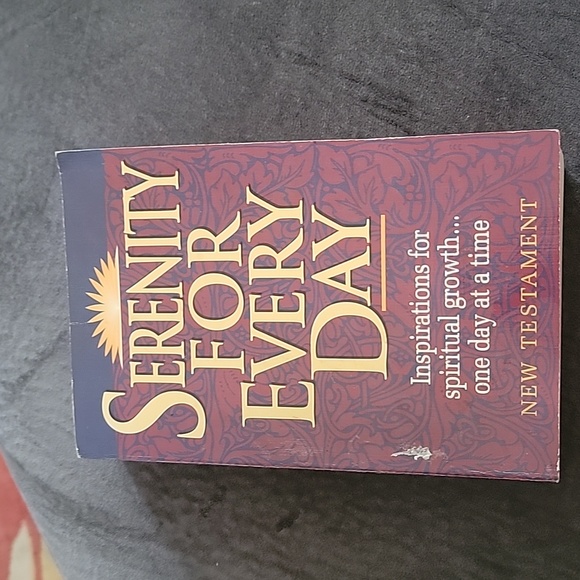 SERENITY
FOR
EVERY
DAY
Inspirations for
spiritual growth...
one day at a time
NEW TESTAMENT